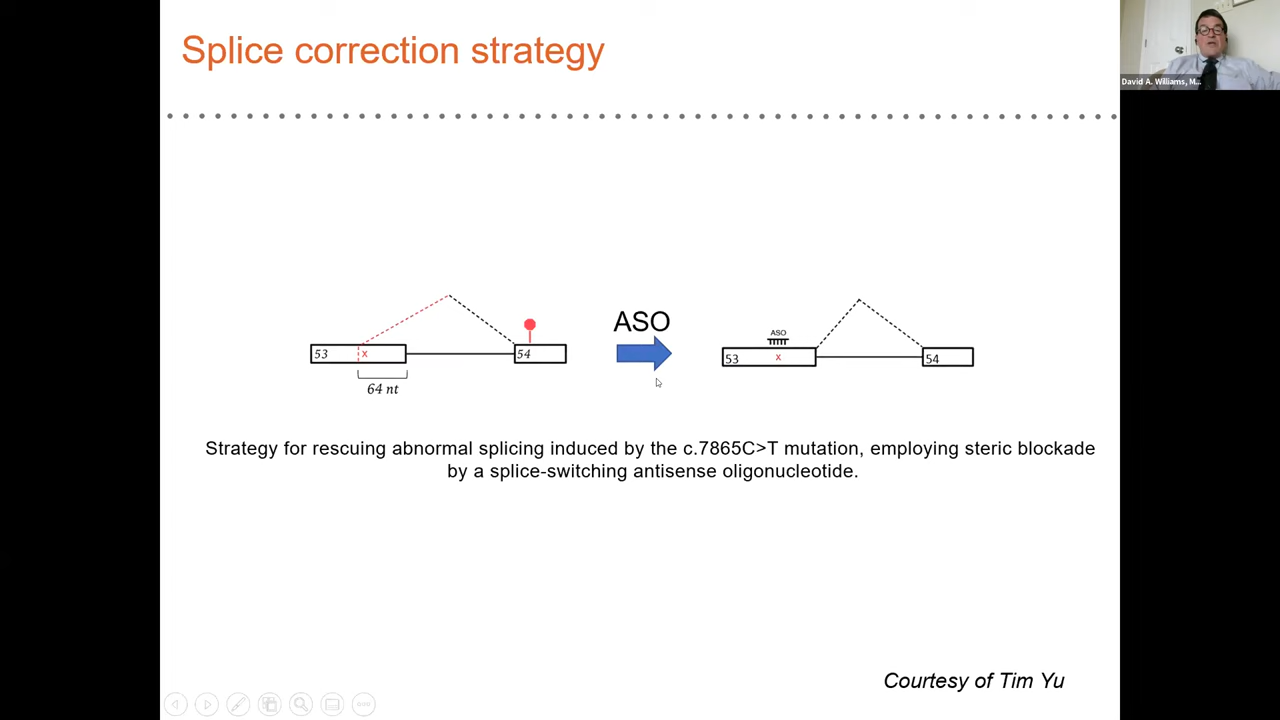 Splice correction strategy
David A. Williams, M...
ASO
ASO
53
x
54
53
x
54
64 nt
Strategy for rescuing abnormal splicing induced by the c.7865C>T mutation, employing steric blockade
by a splice-switching antisense oligonucleotide.
Courtesy of Tim Yu